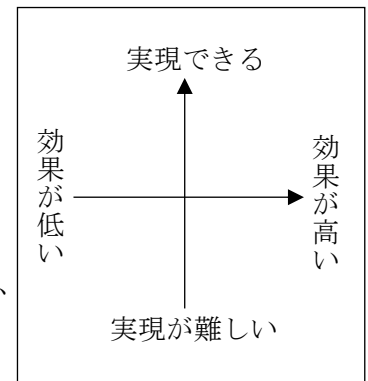 実現できる
効果が低い
効果が高い
、
実現が難しい